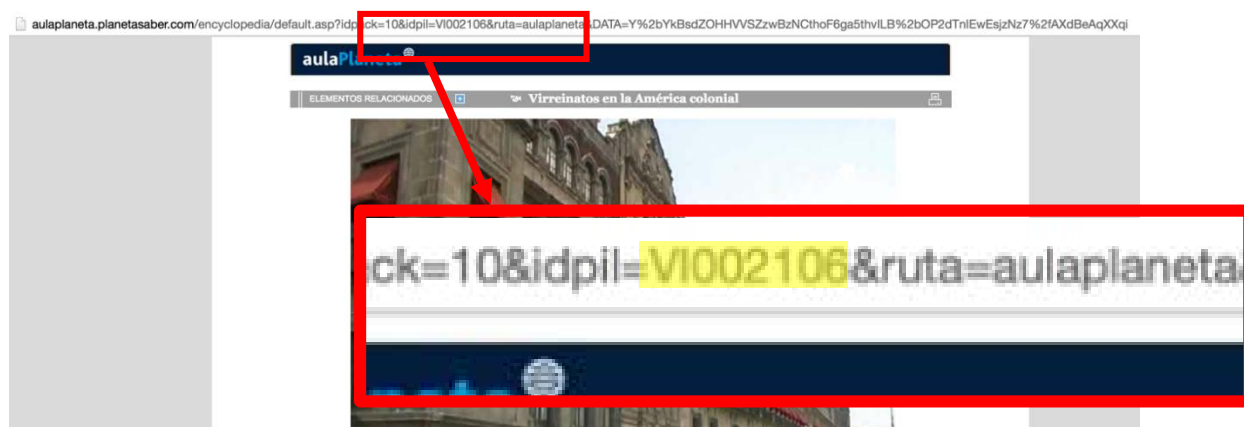 aulaplaneta.planetasaber.com/encyclopedia/default.asp?idpack=10&idpil=VI002106&ruta=aulaplaneta&DATA=Y%2bYkBsdZOHHVVSZzwBzNCthoF6ga5thvILB%2bOP2dTnIEwEsjzNz7%2fAXdBeAqXXqi
aulaPlaneta
ELEMENTOS RELACIONADOS Virreinatos en la América colonial
ck=10&idpil=VI002106&ruta=aulaplaneta&